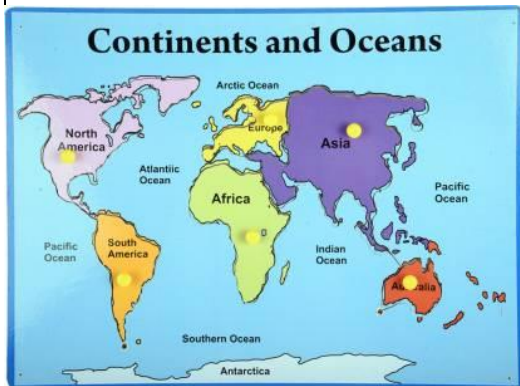 Continents and Oceans
Arctic Ocean
North
America
Europe
Asia
Atlantiic
Ocean
Africa
Pacific
Ocean
Pacific
Ocean
South
America
Indian
Ocean
Southern Ocean
Antarctica